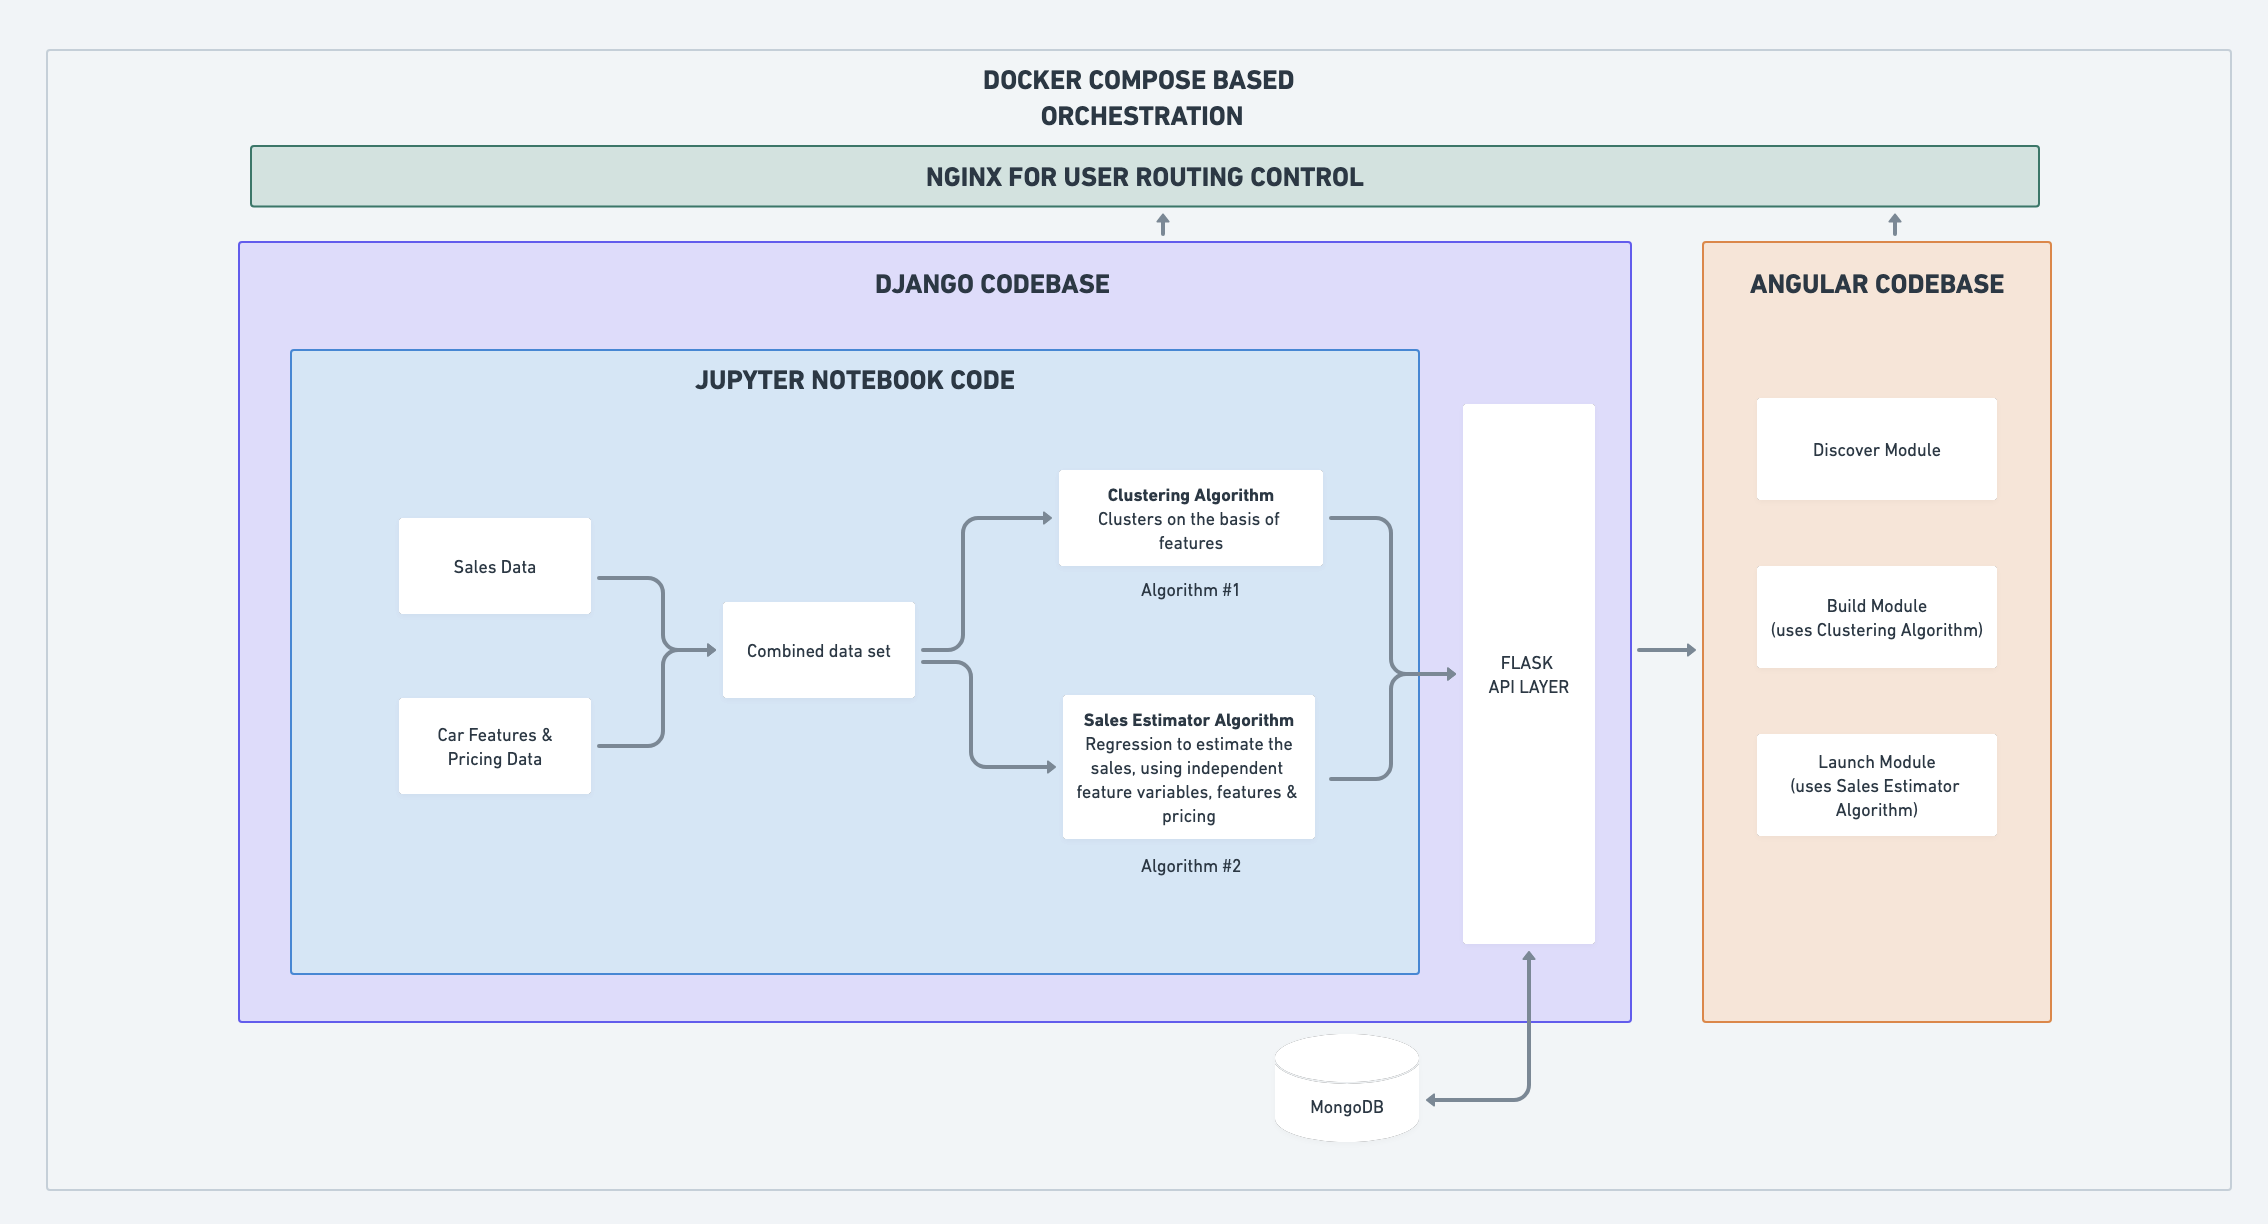 DOCKER COMPOSE BASED
ORCHESTRATION
NGINX FOR USER ROUTING CONTROL
DJANGO CODEBASE
JUPYTER NOTEBOOK CODE
Sales Data
Car Features &
Pricing Data
Combined data set
Clustering Algorithm
Clusters on the basis of
features
Algorithm #1
Sales Estimator Algorithm
Regression to estimate the
sales, using independent
feature variables, features &
pricing
Algorithm #2
FLASK
API LAYER
MongoDB
ANGULAR CODEBASE
Discover Module
Build Module
(uses Clustering Algorithm)
Launch Module
(uses Sales Estimator
Algorithm)